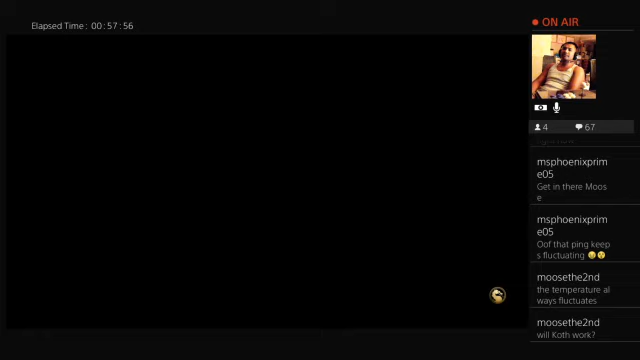 Elapsed Time : 00 : 57 : 56
ON AIR
4
67
msphoenixprim
e05
Get in there Moos
e
msphoenixprim
e05
Oof that ping keep
s fluctuating 😂😲
moosethe2nd
the temperature al
ways fluctuates
moosethe2nd
will Koth work?